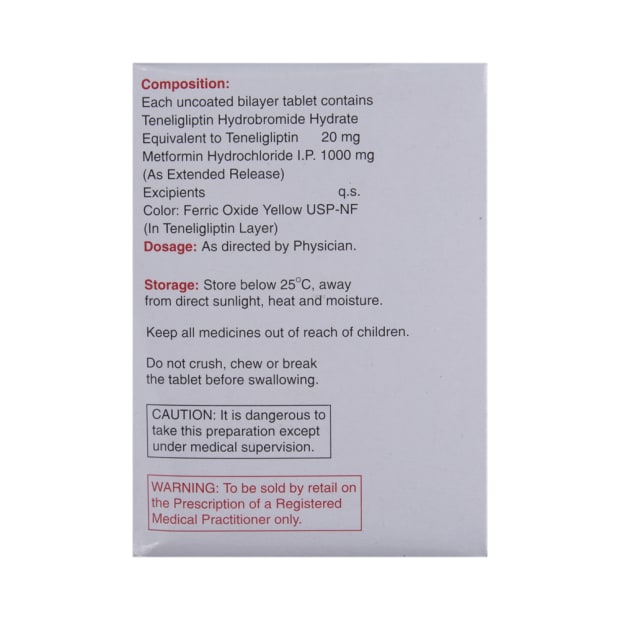 Composition:
Each uncoated bilayer tablet contains
Teneligliptin Hydrobromide Hydrate
Equivalent to Teneligliptin 20 mg
Metformin Hydrochloride I.P. 1000 mg
(As Extended Release)
Excipients q.s.
Color: Ferric Oxide Yellow USP-NF
(In Teneligliptin Layer)
Dosage: As directed by Physician.
Storage: Store below 25°C, away
from direct sunlight, heat and moisture.
Keep all medicines out of reach of children.
Do not crush, chew or break
the tablet before swallowing.
CAUTION: It is dangerous to
take this preparation except
under medical supervision.
WARNING: To be sold by retail on
the Prescription of a Registered
Medical Practitioner only.